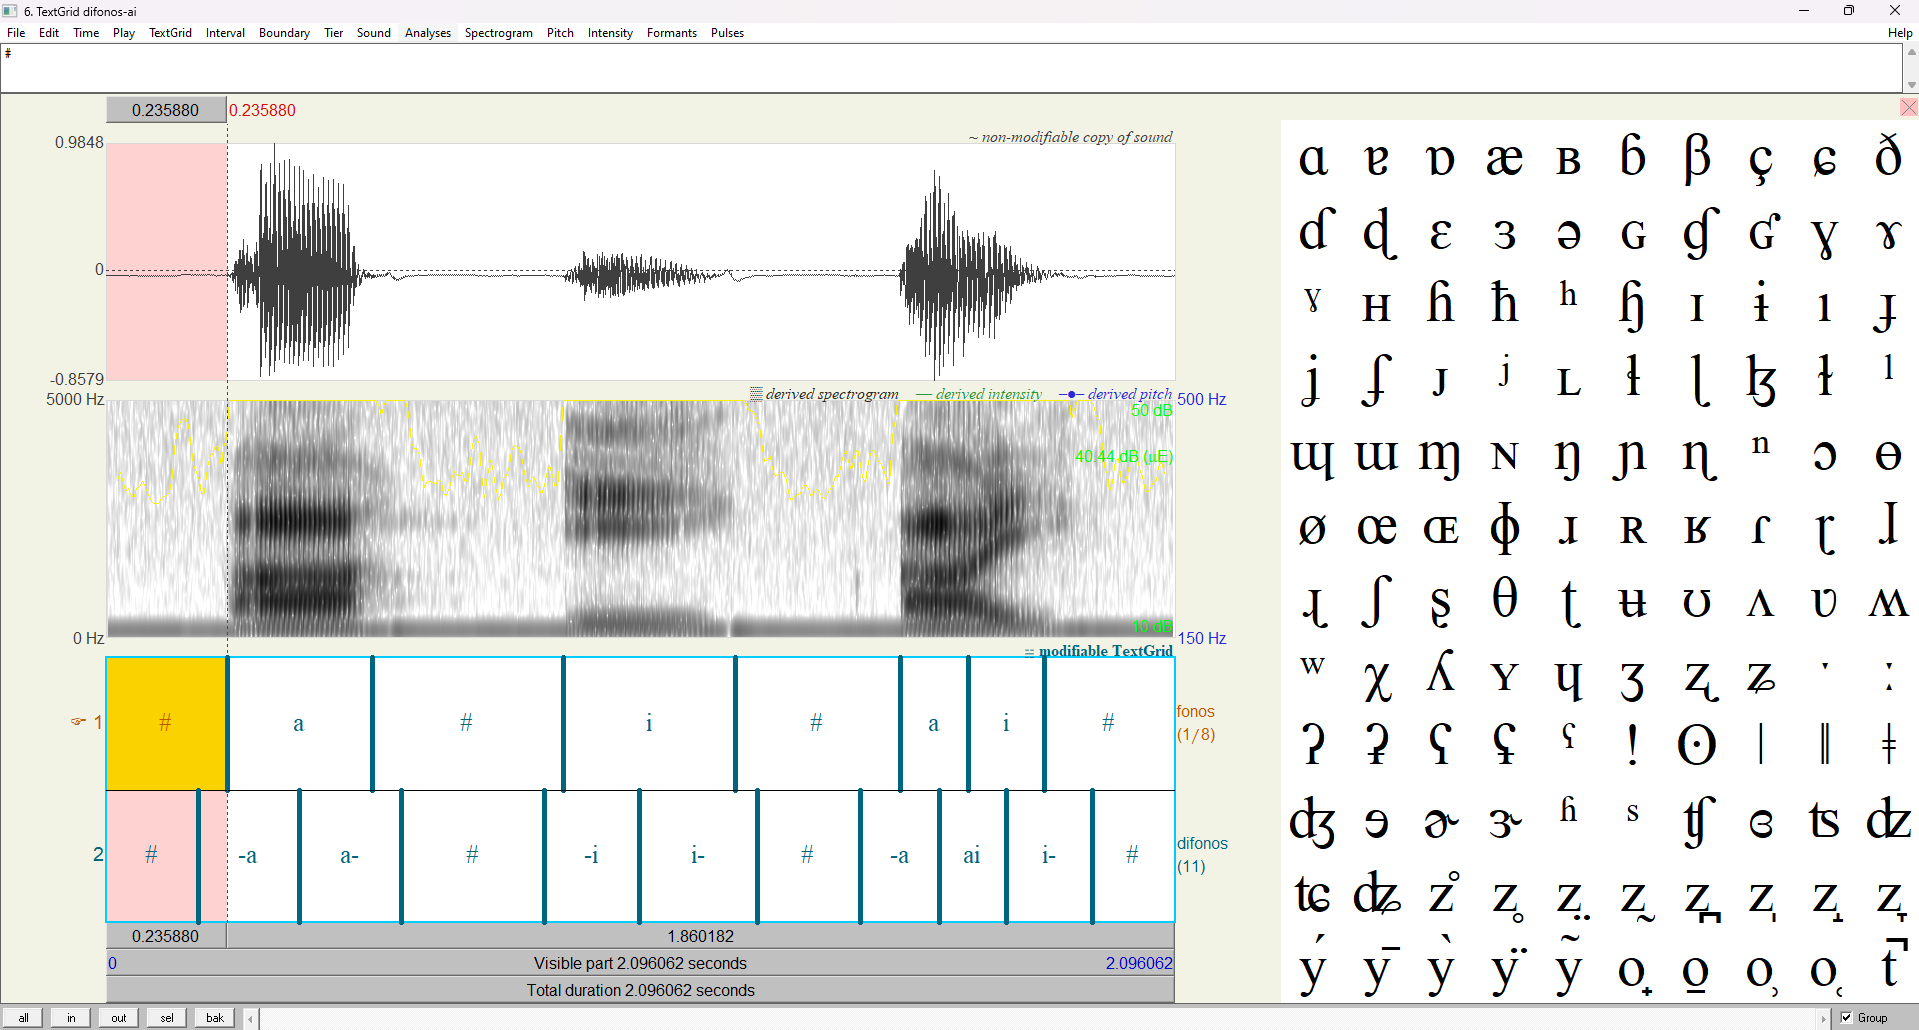 6. TextGrid difonos-ai
File Edit Time Play TextGrid Interval Boundary Tier Sound Analyses Spectrogram Pitch Intensity Formants Pulses Help
#
0.235880 0.235880
~ non-modifiable copy of sound
0.9848
0
-0.8579
derived spectrogram derived intensity derived pitch
5000 Hz 500 Hz
50 dB
40.44 dB (µE)
10 dB
0 Hz 150 Hz
modifiable TextGrid
☞ 1 # a # i # a i # fonos
(1/8)
2 # -a a- # -i i- # -a ai i- # difonos
(11)
0.235880 1.860182
0 Visible part 2.096062 seconds 2.096062
Total duration 2.096062 seconds
all in out sel bak Group
ɑ ɐ ɒ æ ʙ ɓ β ç ɕ ð
ɗ ɖ ɛ ɜ ə ɢ ɠ ʛ ɣ ɤ
ˠ ʜ ɦ ħ ʰ ɧ ɪ ɨ ı ɟ
ʝ ʄ ᴊ ʲ ʟ ɫ ɭ ɮ ɬ ˡ
ɰ ɯ ɱ ɴ ŋ ɲ ɳ ⁿ ɔ ɵ
ø œ ɶ ɸ ɹ ʀ ʁ ɾ ɽ ɺ
ɻ ʃ ʂ θ ʈ ʉ ʊ ʌ ʋ ʍ
ʷ χ ʎ ʏ ɥ ʒ ʐ ʑ ˑ ː
ʔ ʡ ʕ ʢ ˤ ! ʘ ǀ ǁ ǂ
ʤ ɘ ɚ ɝ ʱ ˢ ʧ ɞ ʦ ʣ
ʨ ʥ z̊ z̥ z̤ z̰ z̪ z̩ z̟ z̞
ý ȳ ỳ ÿ ỹ o̟ o̠ o̹ o̜ t̚